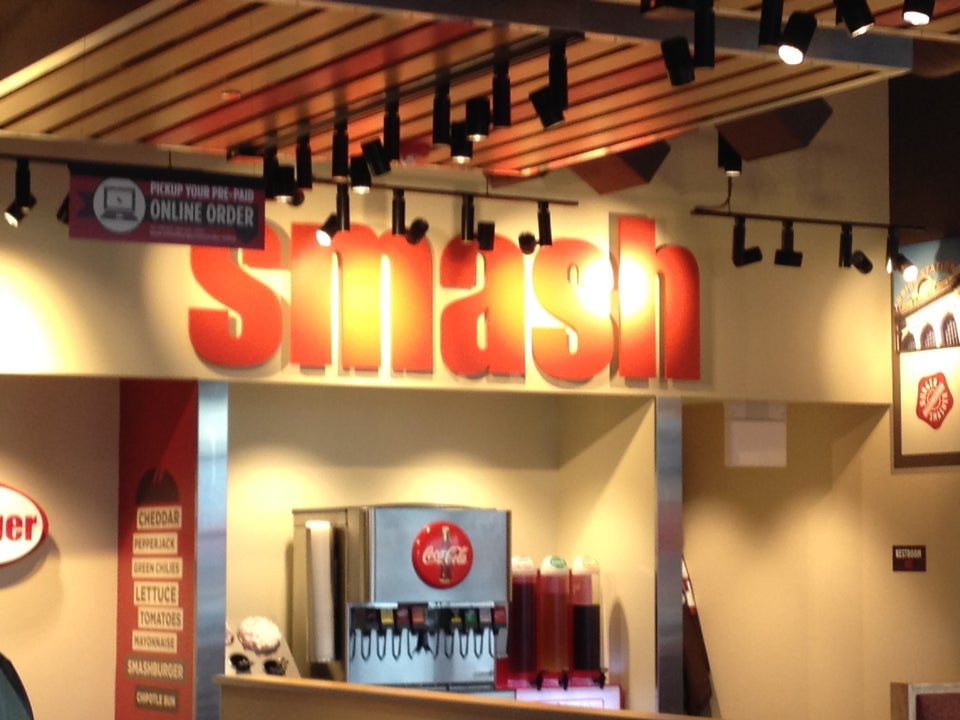 PICKUP YOUR PRE-PAID
ONLINE ORDER
smash
Coca-Cola
CHEDDAR
PEPPERJACK
GREEN CHILIES
LETTUCE
TOMATOES
MAYONNAISE
SMASHBURGER
CHIPOTLE BUN
ger
RESTROOM